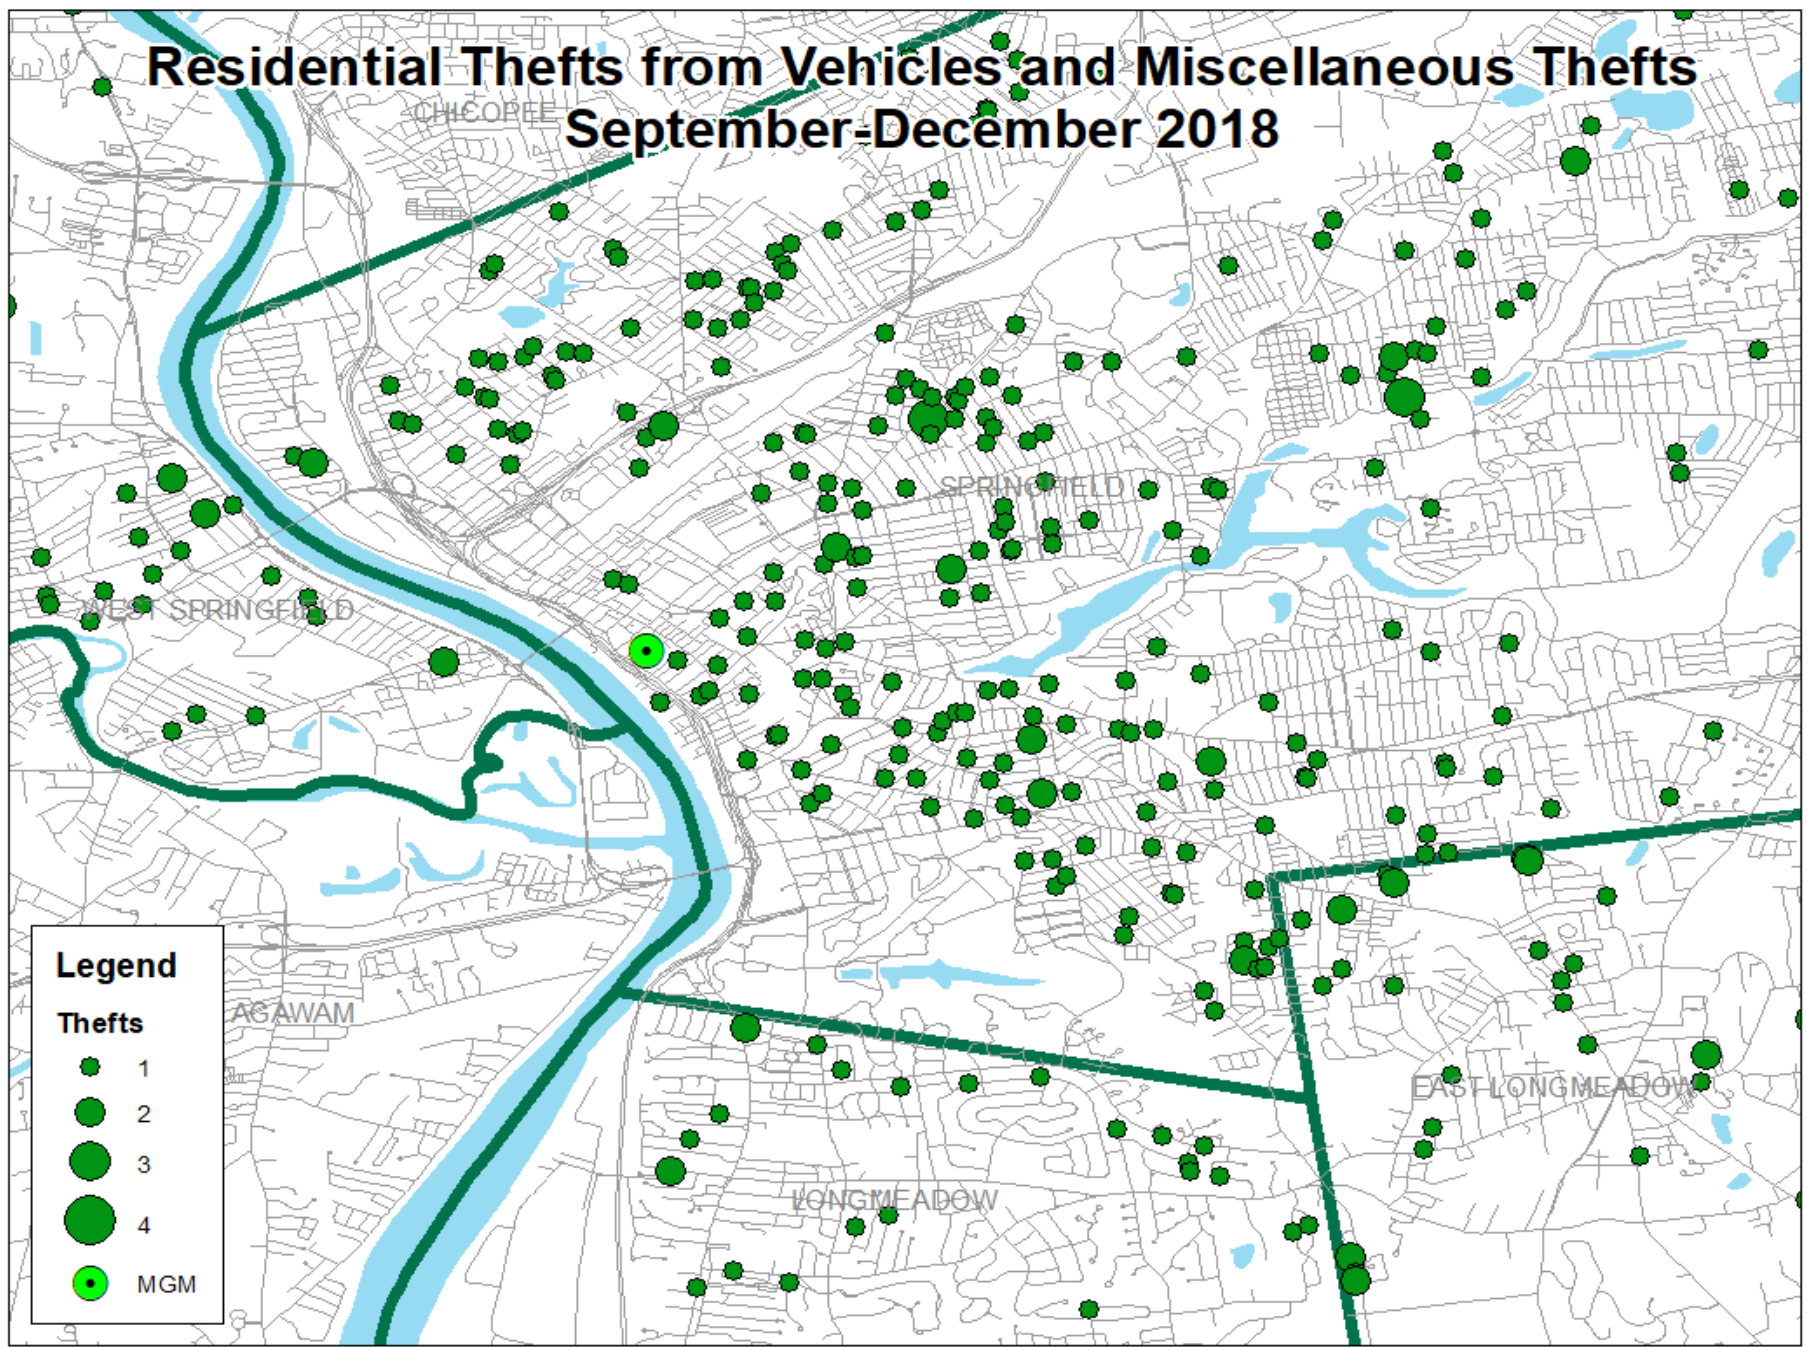 Residential Thefts from Vehicles and Miscellaneous Thefts
September-December 2018
CHICOPEE
SPRINGFIELD
WEST SPRINGFIELD
AGAWAM
EAST LONGMEADOW
LONGMEADOW
Legend
Thefts
1
2
3
4
MGM